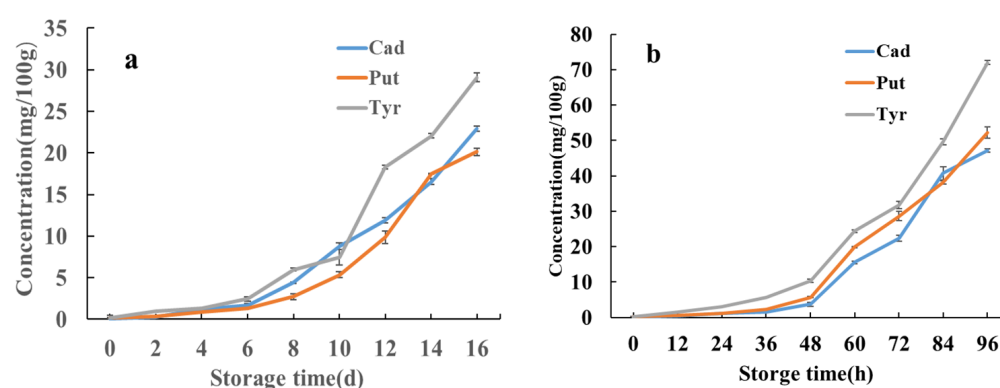 a
Cad
Put
Tyr
Concentration(mg/100g)
35
30
25
20
15
10
5
0
0 2 4 6 8 10 12 14 16
Storage time(d)
b
Cad
Put
Tyr
Concentration(mg/100g)
80
70
60
50
40
30
20
10
0
0 12 24 36 48 60 72 84 96
Storge time(h)